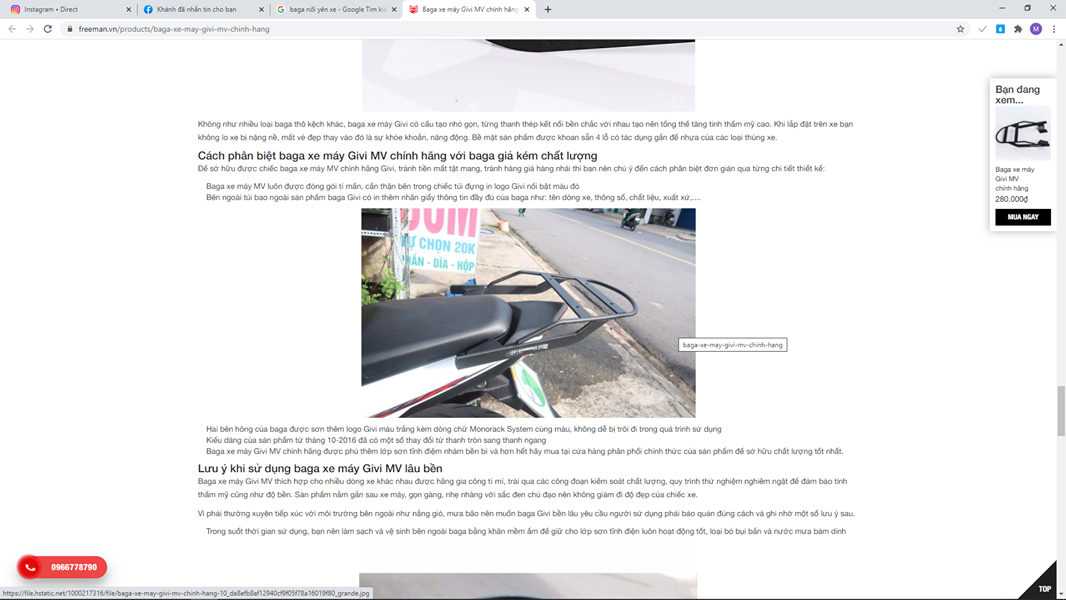 Instagram • Direct
Khánh đã nhắn tin cho bạn
baga nối yên xe - Google Tìm ki
Baga xe máy Givi MV chính hãng
freeman.vn/products/baga-xe-may-givi-mv-chinh-hang
M
Không như nhiều loại baga thô kệch khác, baga xe máy Givi có cấu tạo nhỏ gọn, từng thanh thép kết nối bền chắc với nhau tạo nên tổng thể tăng tính thẩm mỹ cao. Khi lắp đặt trên xe bạn
không lo xe bị nặng nề, mất vẻ đẹp thay vào đó là sự khỏe khoắn, năng động. Bề mặt sản phẩm được khoan sẵn 4 lỗ có tác dụng gắn đế nhựa của các loại thùng xe.
Cách phân biệt baga xe máy Givi MV chính hãng với baga giả kém chất lượng
Để sở hữu được chiếc baga xe máy MV chính hãng Givi, tránh tiền mất tật mang, tránh hàng giả hàng nhái thì bạn nên chú ý đến cách phân biệt đơn giản qua từng chi tiết thiết kế:
Baga xe máy MV luôn được đóng gói tỉ mẩn, cẩn thận bên trong chiếc túi đựng in logo Givi nổi bật màu đỏ
Bên ngoài túi bao ngoài sản phẩm baga Givi có in thêm nhãn giấy thông tin đầy đủ của baga như: tên dòng xe, thông số, chất liệu, xuất xứ,....
TỰ CHỌN 20K
PHẦN - DĨA - HỘP
baga-xe-may-givi-mv-chinh-hang
Hai bên hông của baga được sơn thêm logo Givi màu trắng kèm dòng chữ Monorack System cùng màu, không dễ bị trôi đi trong quá trình sử dụng
Kiểu dáng của sản phẩm từ tháng 10-2016 đã có một số thay đổi từ thanh tròn sang thanh ngang
Baga xe máy Givi MV chính hãng được phủ thêm lớp sơn tĩnh điện nhám bền bỉ và hơn hết hãy mua tại cửa hàng phân phối chính thức của sản phẩm để sở hữu chất lượng tốt nhất.
Lưu ý khi sử dụng baga xe máy Givi MV lâu bền
Baga xe máy Givi MV thích hợp cho nhiều dòng xe khác nhau được hãng gia công tỉ mỉ, trải qua các công đoạn kiểm soát chất lượng, quy trình thử nghiệm nghiêm ngặt để đảm bảo tính
thẩm mỹ cũng như độ bền. Sản phẩm nằm gắn sau xe máy, gọn gàng, nhẹ nhàng với sắc đen chủ đạo nên không giảm đi độ đẹp của chiếc xe.
Vì phải thường xuyên tiếp xúc với môi trường bên ngoài như nắng gió, mưa bão nên muốn baga Givi bền lâu yêu cầu người sử dụng phải bảo quản đúng cách và ghi nhớ một số lưu ý sau.
Trong suốt thời gian sử dụng, bạn nên làm sạch và vệ sinh bên ngoài baga bằng khăn mềm ẩm để giữ cho lớp sơn tĩnh điện luôn hoạt động tốt, loại bỏ bụi bẩn và nước mưa bám dính
Bạn đang
xem...
Baga xe máy
Givi MV
chính hãng
280,000₫
MUA NGAY
0966778790
TOP
https://file.hstatic.net/1000217316/file/baga-xe-may-givi-mv-chinh-hang-10_da8efb8af12940cf9f05f78a16019f80_grande.jpg